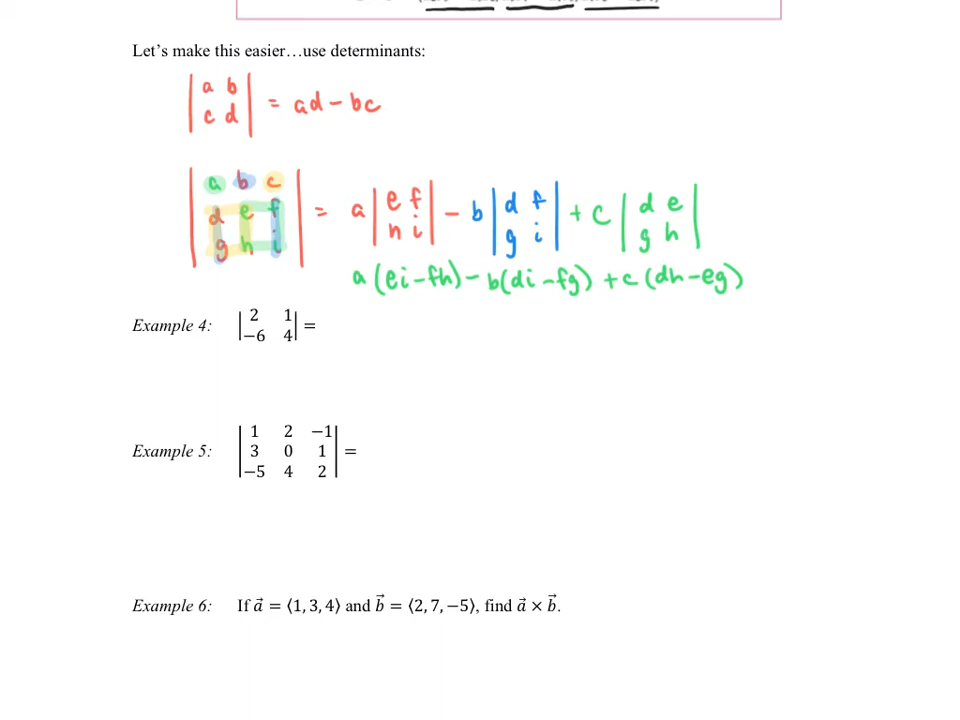 Let's make this easier…use determinants:
|a b|
|c d| = ad - bc
|a b c|
|d e f| = a |e f| - b |d f| + c |d e|
|g h i| |h i| |g i| |g h|
a (ei - fh) - b(di - fg) + c (dh - eg)
Example 4: |2 1|
|−6 4| =
Example 5: |1 2 −1|
|3 0 1| =
|−5 4 2|
Example 6: If a⃗ = ⟨1, 3, 4⟩ and b⃗ = ⟨2, 7, −5⟩, find a⃗ × b⃗.